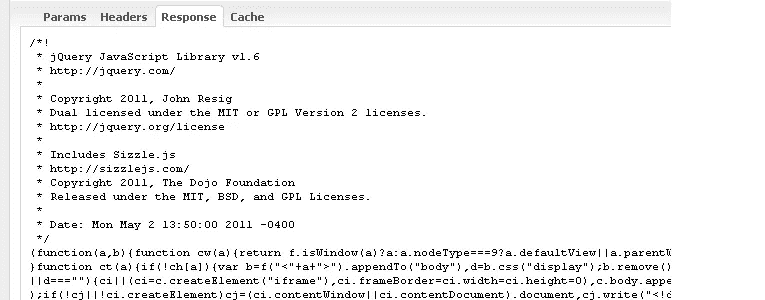 Params Headers Response Cache
/*!
 * jQuery JavaScript Library v1.6
 * http://jquery.com/
 *
 * Copyright 2011, John Resig
 * Dual licensed under the MIT or GPL Version 2 licenses.
 * http://jquery.org/license
 *
 * Includes Sizzle.js
 * http://sizzlejs.com/
 * Copyright 2011, The Dojo Foundation
 * Released under the MIT, BSD, and GPL Licenses.
 *
 * Date: Mon May 2 13:50:00 2011 -0400
 */
(function(a,b){function cw(a){return f.isWindow(a)?a:a.nodeType===9?a.defaultView||a.parentW
}function ct(a){if(!ch[a]){var b=f("<"+a+">").appendTo("body"),d=b.css("display");b.remove()
||d===""){ci||(ci=c.createElement("iframe"),ci.frameBorder=ci.width=ci.height=0),c.body.appe
);if(!cj||!ci.createElement)cj=(ci.contentWindow||ci.contentDocument).document,cj.write("<!d